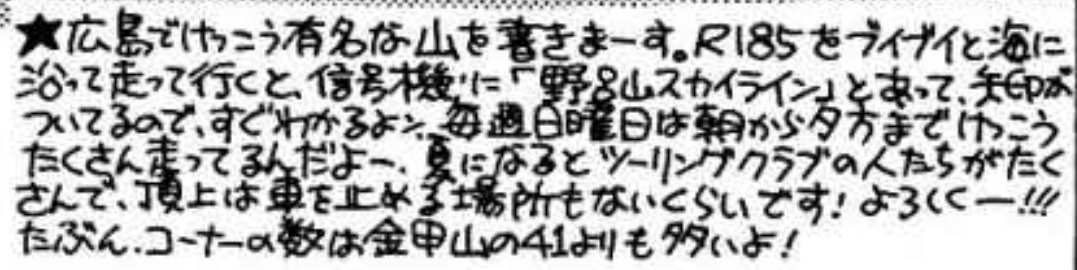 ★広島でけっこう有名な山を書きまーす。R185をブイブイと海に
沿って走って行くと、信号機に「野呂山スカイライン」とあって、矢印が
ついてるので、すぐわかるよン。毎週日曜日は朝から夕方までけっこう
たくさん走ってるんだよー。夏になるとツーリングクラブの人たちがたく
さんで、頂上は車を止める場所もないくらいです!よろしくー!!!
たぶん、コーナーの数は金甲山の41よりも多いよ!